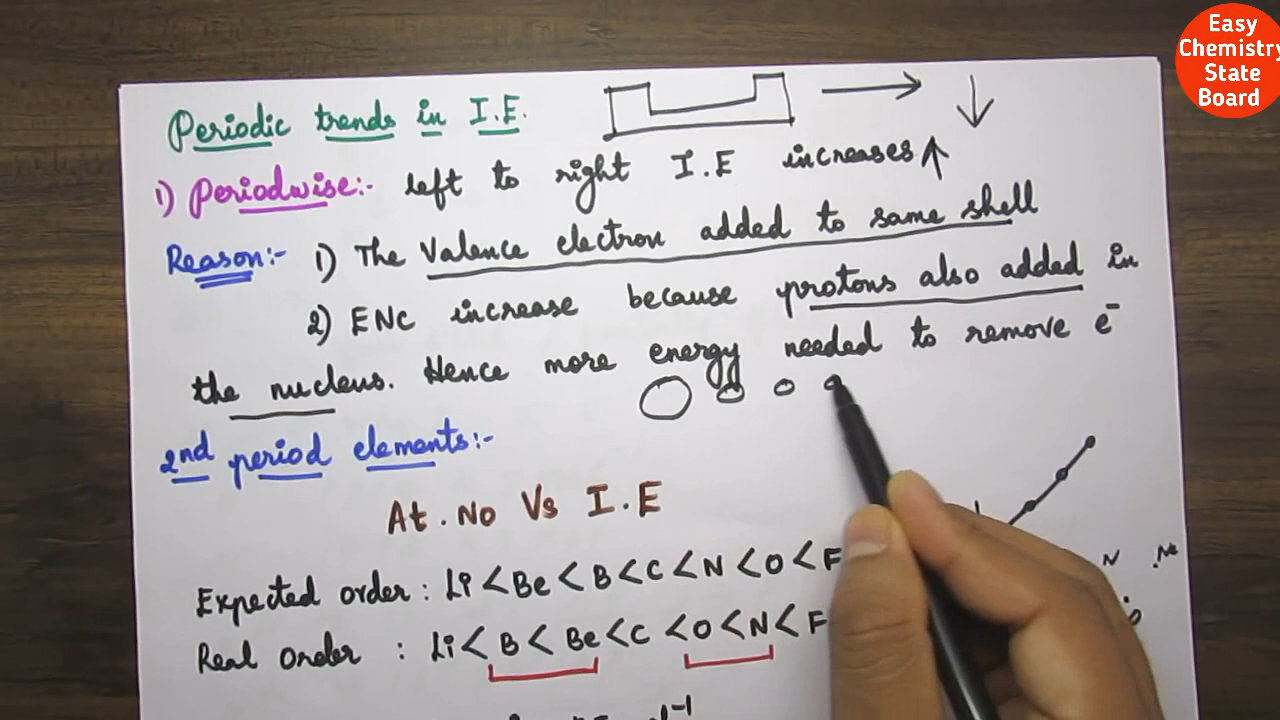 Easy
Chemistry
State
Board
Periodic trends in I.E.
1) Periodwise:- left to right I.E increases ↑
Reason:- 1) The Valence electron added to same shell
2) ENC increase because protons also added in
the nucleus. Hence more energy needed to remove e⁻
2nd period elements:-
At. No Vs I.E
Expected order : Li < Be < B < C < N < O < F
N Ne
Real order : Li < B < Be < C < O < N < F